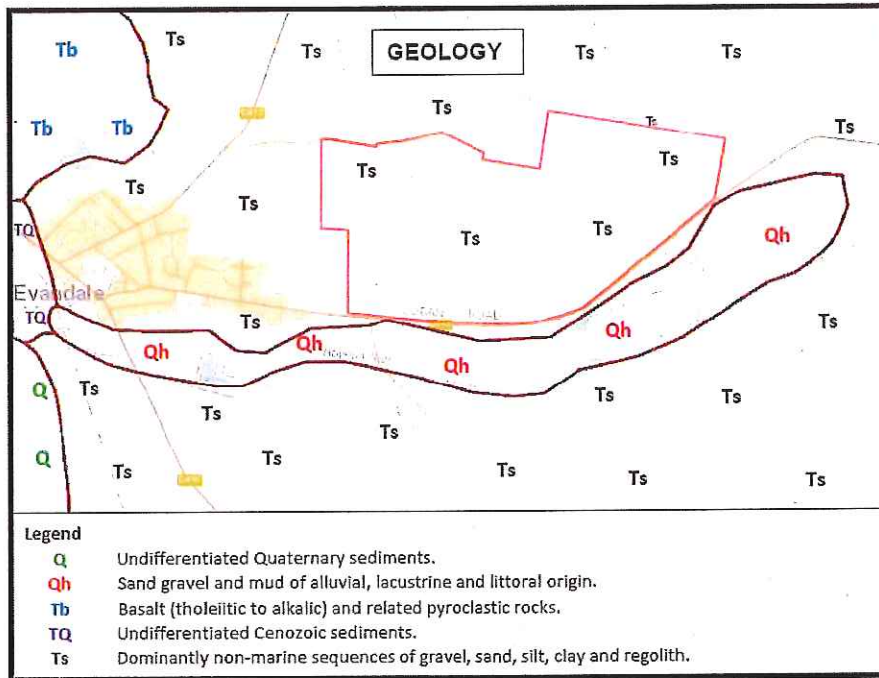 Tb Ts Ts GEOLOGY Ts Ts
Tb Tb Ts Ts Ts
Ts Ts Ts
Ts Ts
TQ Ts Ts Qh
Evandale
TQ Ts Qh Ts
Qh Qh Qh
Q Ts Ts Ts Ts
Ts
Q Ts Ts Ts Ts Ts
Legend
Q Undifferentiated Quaternary sediments.
Qh Sand gravel and mud of alluvial, lacustrine and littoral origin.
Tb Basalt (tholeiitic to alkalic) and related pyroclastic rocks.
TQ Undifferentiated Cenozoic sediments.
Ts Dominantly non-marine sequences of gravel, sand, silt, clay and regolith.